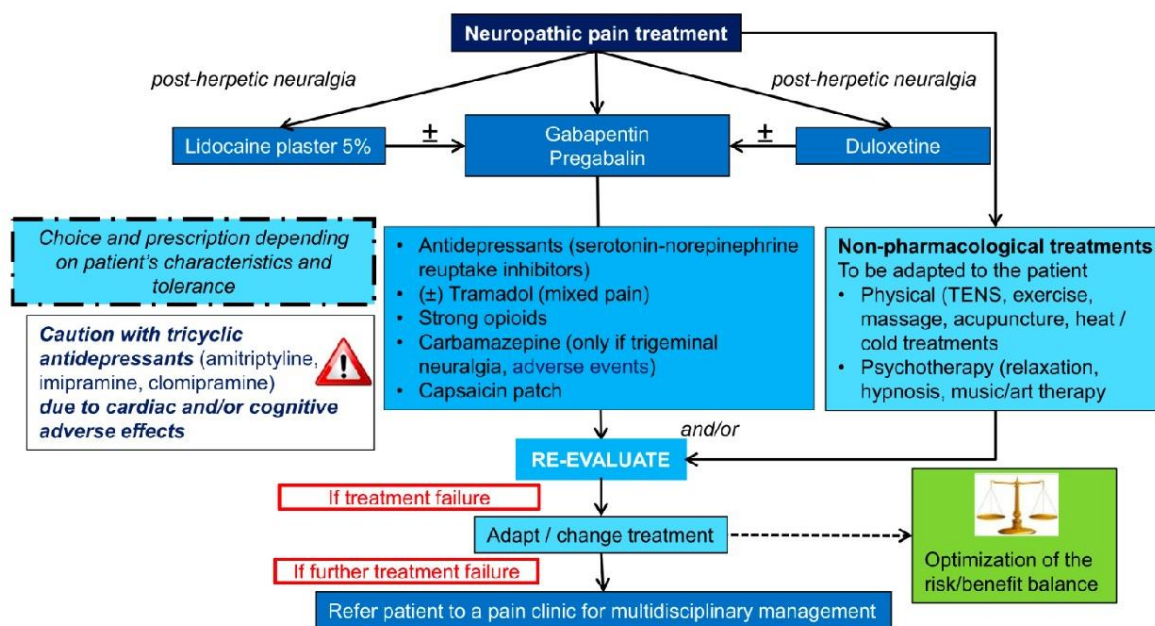 Neuropathic pain treatment
post-herpetic neuralgia
post-herpetic neuralgia
Lidocaine plaster 5%
±
Gabapentin
Pregabalin
±
Duloxetine
Choice and prescription depending
on patient's characteristics and
tolerance
Caution with tricyclic
antidepressants (amitriptyline,
imipramine, clomipramine)
due to cardiac and/or cognitive
adverse effects
• Antidepressants (serotonin-norepinephrine
reuptake inhibitors)
• (±) Tramadol (mixed pain)
• Strong opioids
• Carbamazepine (only if trigeminal
neuralgia, adverse events)
• Capsaicin patch
Non-pharmacological treatments
To be adapted to the patient
• Physical (TENS, exercise,
massage, acupuncture, heat /
cold treatments
• Psychotherapy (relaxation,
hypnosis, music/art therapy
and/or
RE-EVALUATE
If treatment failure
Adapt / change treatment
Optimization of the
risk/benefit balance
If further treatment failure
Refer patient to a pain clinic for multidisciplinary management